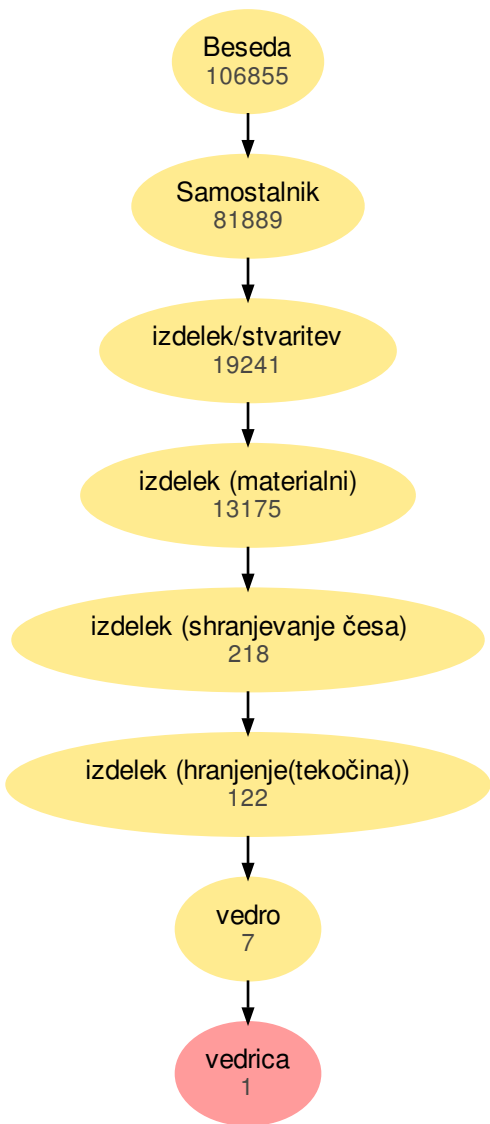 Beseda
106855
Samostalnik
81889
izdelek/stvaritev
19241
izdelek (materialni)
13175
izdelek (shranjevanje česa)
218
izdelek (hranjenje(tekočina))
122
vedro
7
vedrica
1